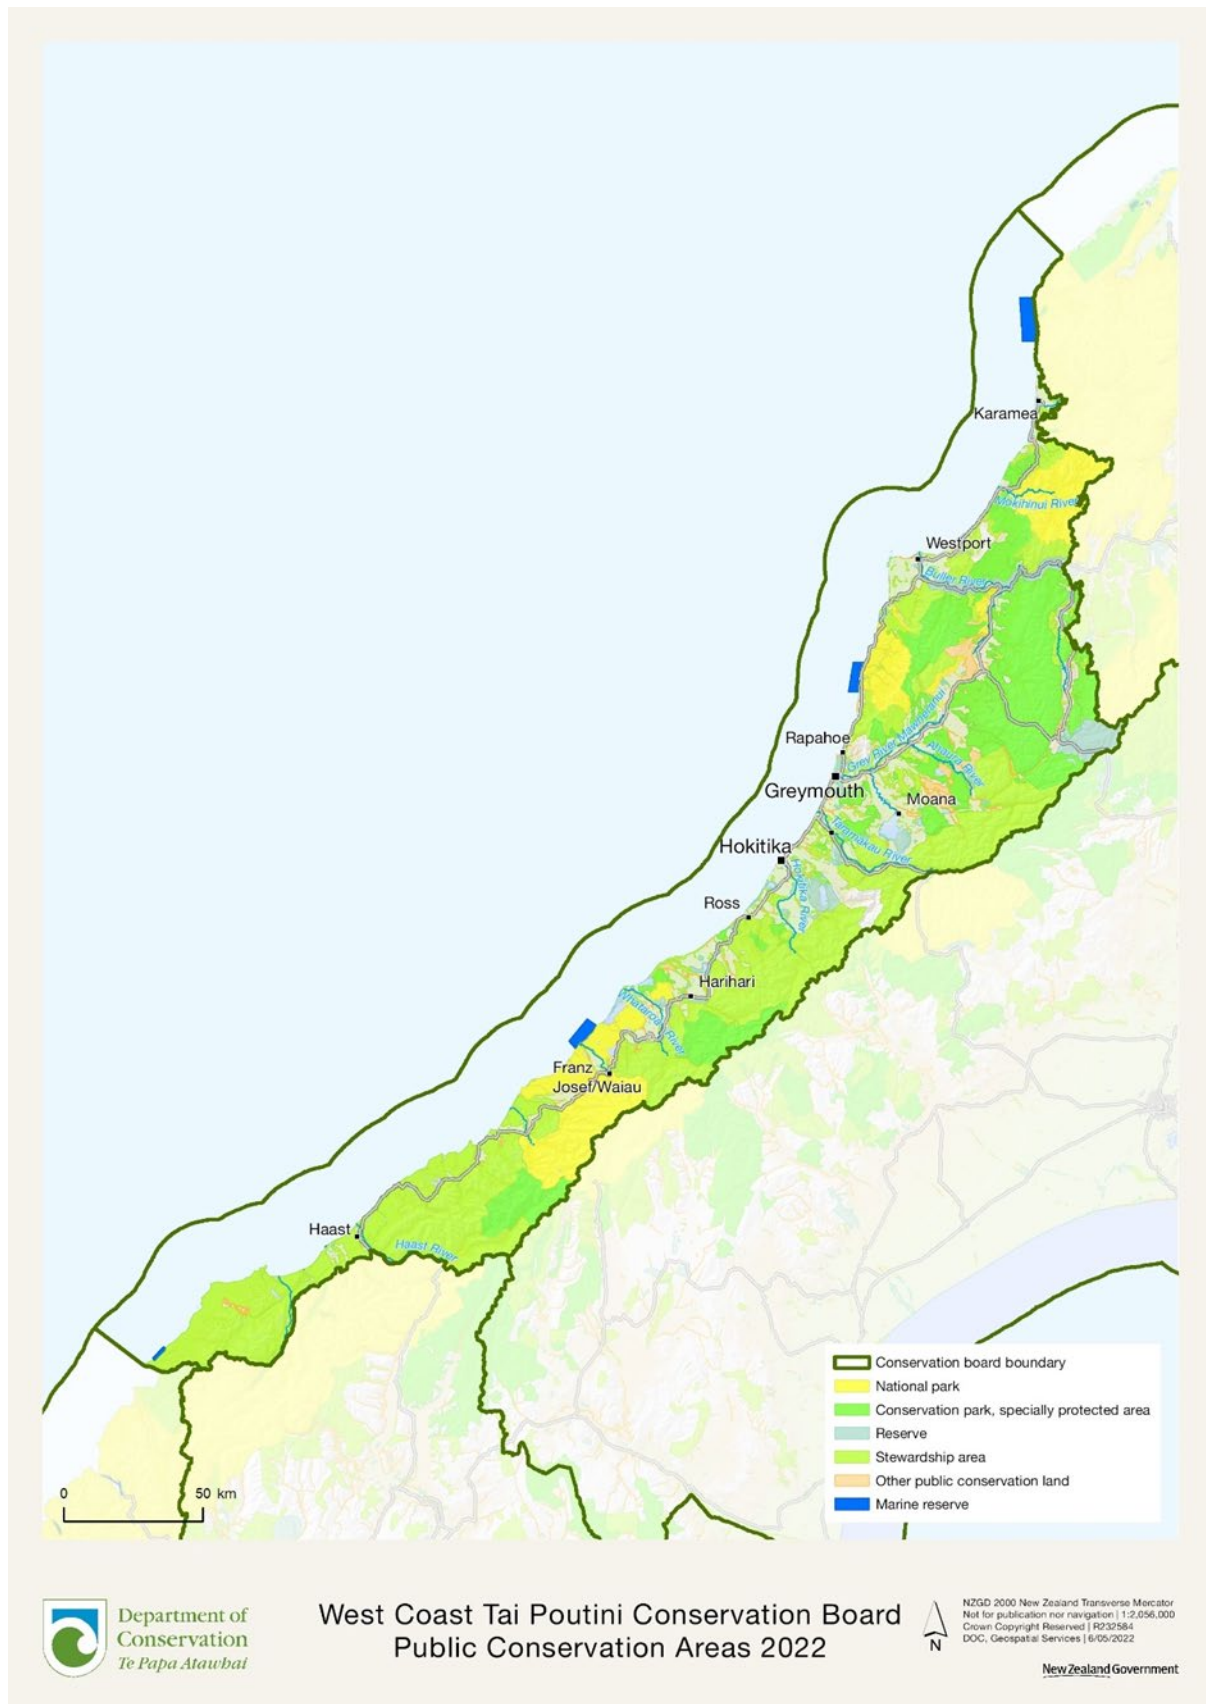 Karamea
Mokihinui River
Westport
Buller River
Rapahoe
Grey River Mawheranui
Ahaura River
Greymouth
Moana
Taramakau River
Hokitika
Hokitika River
Ross
Harihari
Whataroa River
Franz
Josef/Waiau
Haast
Haast River
Conservation board boundary
National park
Conservation park, specially protected area
Reserve
Stewardship area
Other public conservation land
Marine reserve
0 50 km
Department of
Conservation
Te Papa Atawhai
West Coast Tai Poutini Conservation Board
Public Conservation Areas 2022
N
NZGD 2000 New Zealand Transverse Mercator
Not for publication nor navigation | 1:2,056,000
Crown Copyright Reserved | R232584
DOC, Geospatial Services | 6/05/2022
New Zealand Government